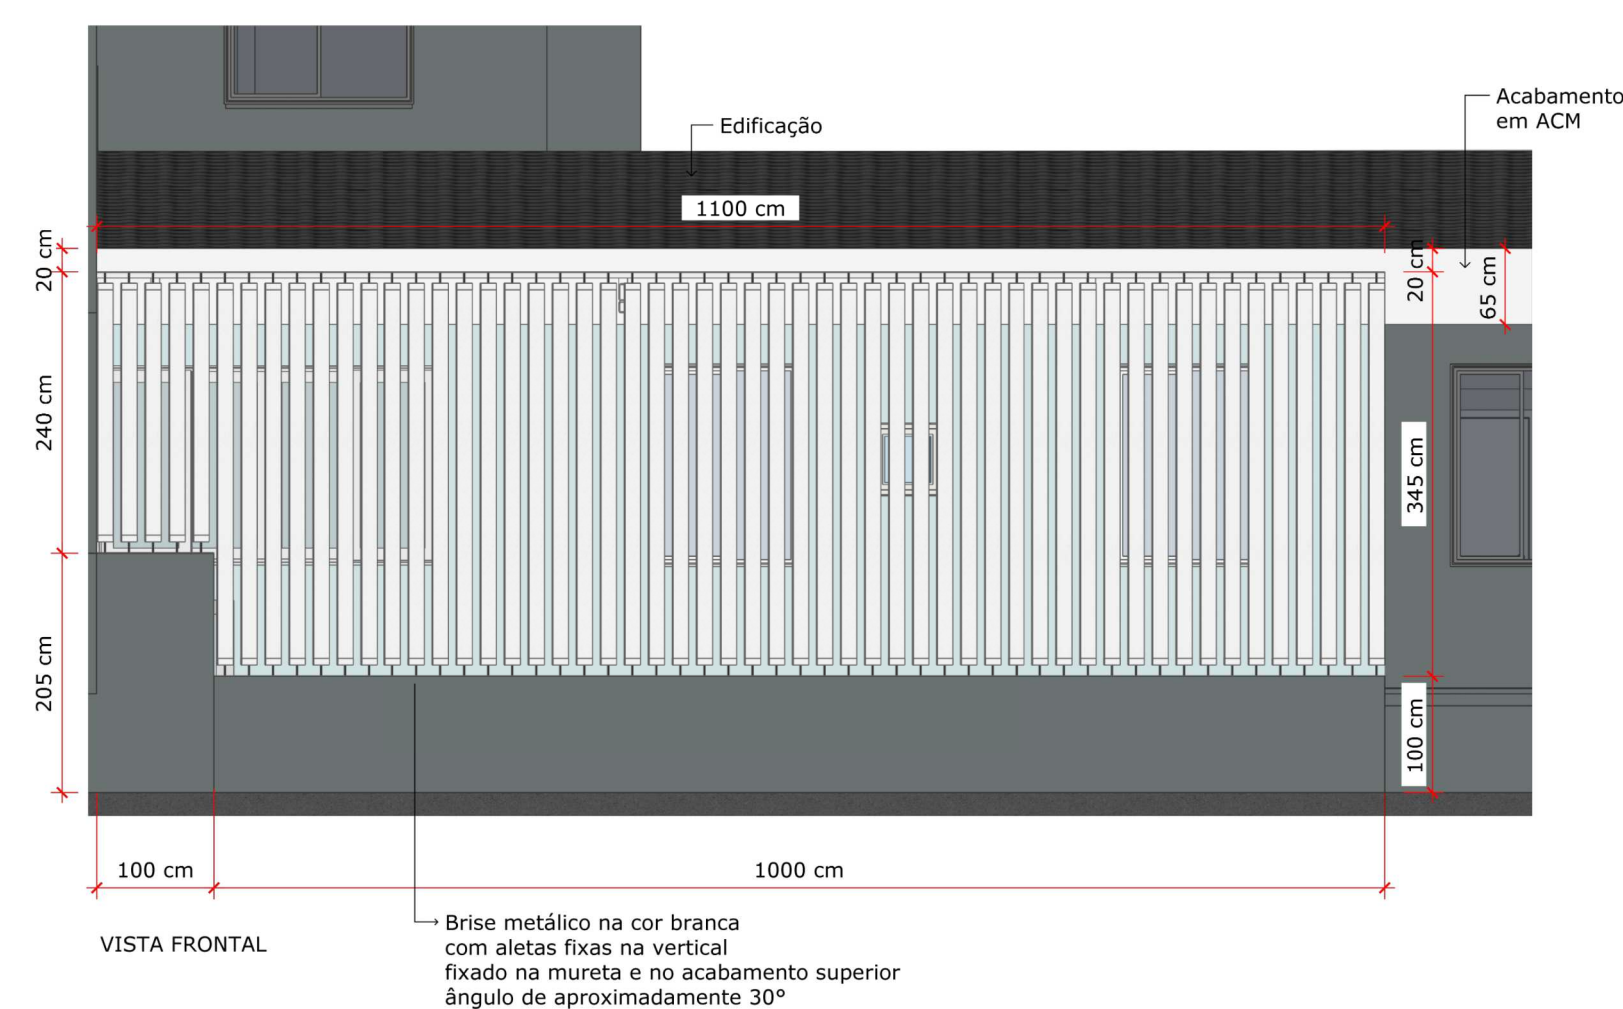 Acabamento
em ACM
Edificação
1100 cm
20 cm
20 cm
65 cm
240 cm
345 cm
205 cm
100 cm
100 cm
1000 cm
VISTA FRONTAL
Brise metálico na cor branca
com aletas fixas na vertical
fixado na mureta e no acabamento superior
ângulo de aproximadamente 30°